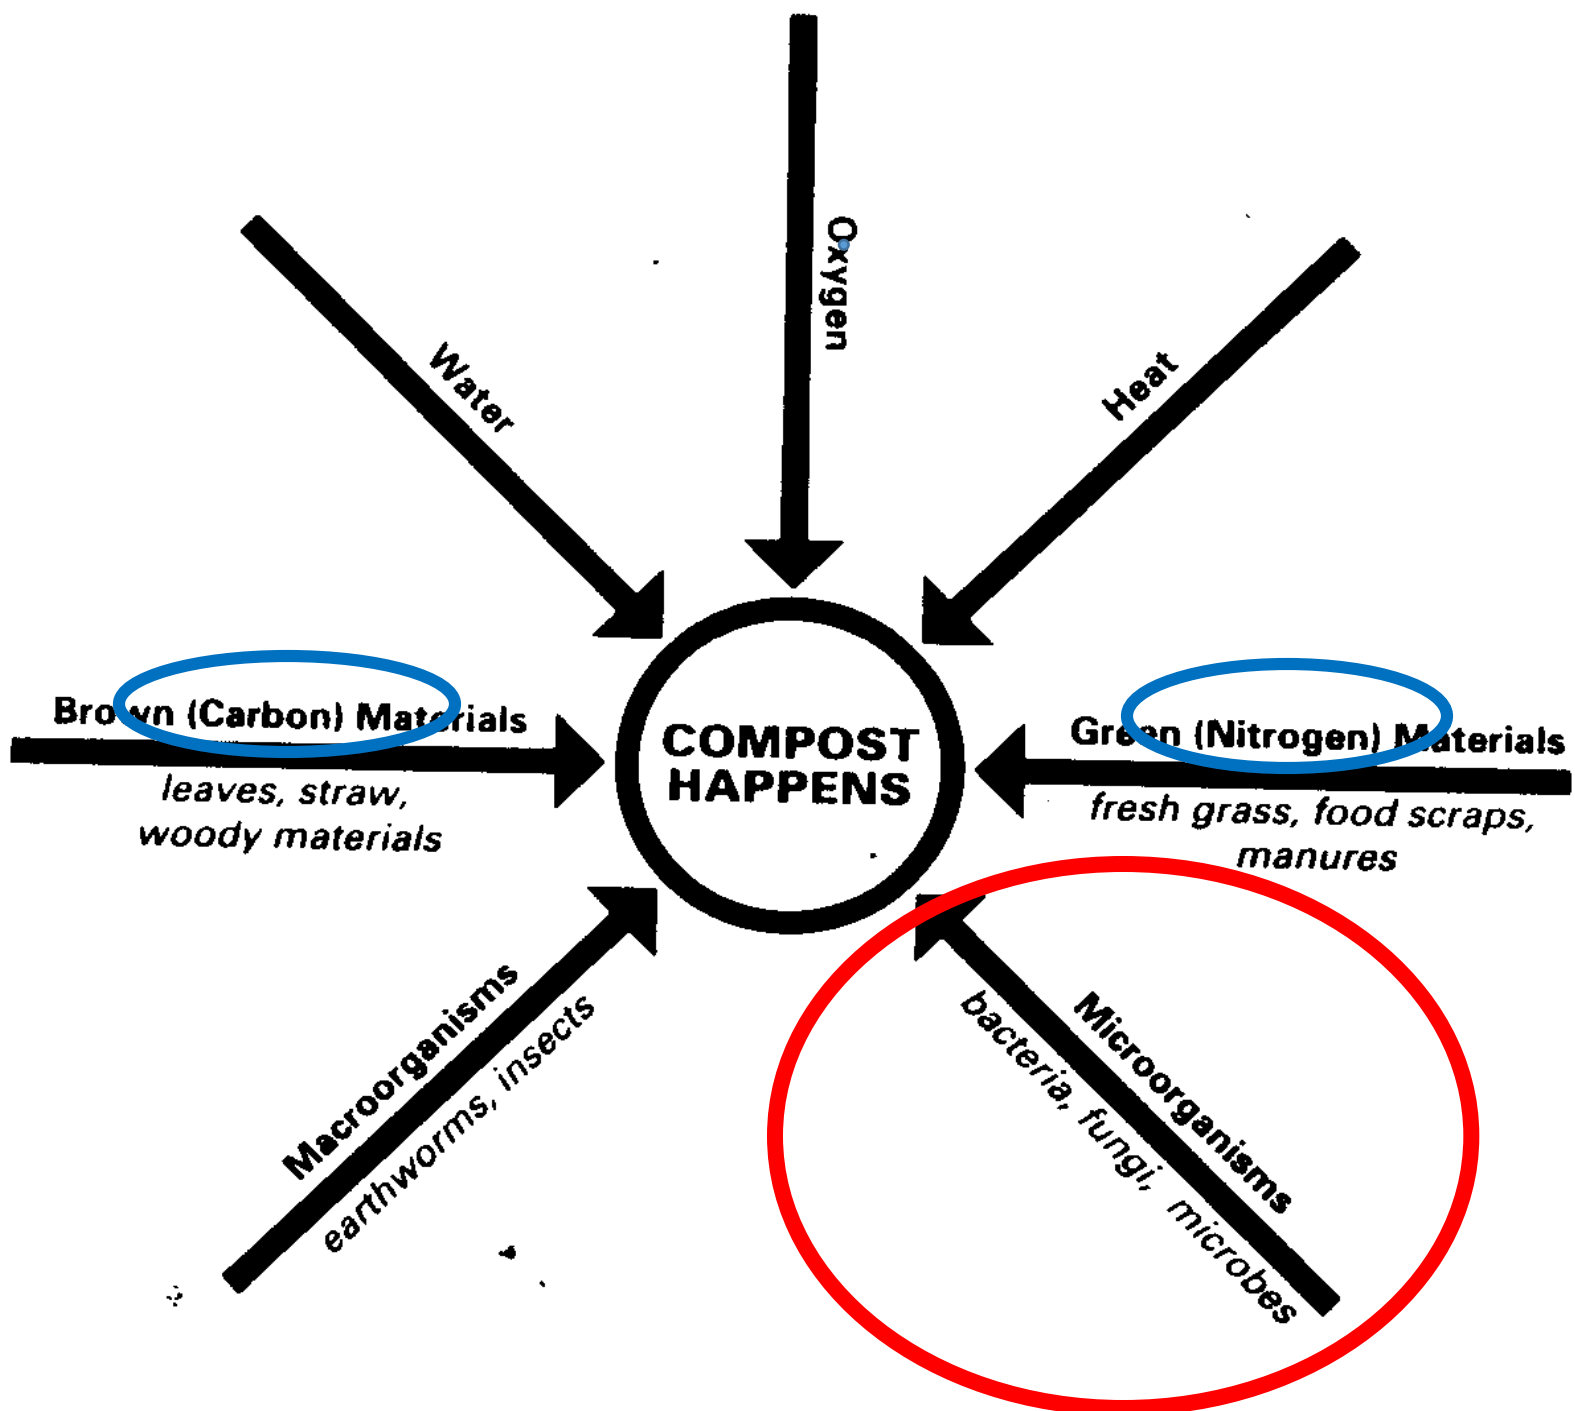 Oxygen
Water
Heat
Brown (Carbon) Materials
leaves, straw,
woody materials
COMPOST
HAPPENS
Green (Nitrogen) Materials
fresh grass, food scraps,
manures
Macroorganisms
earthworms, insects
Microorganisms
bacteria, fungi, microbes